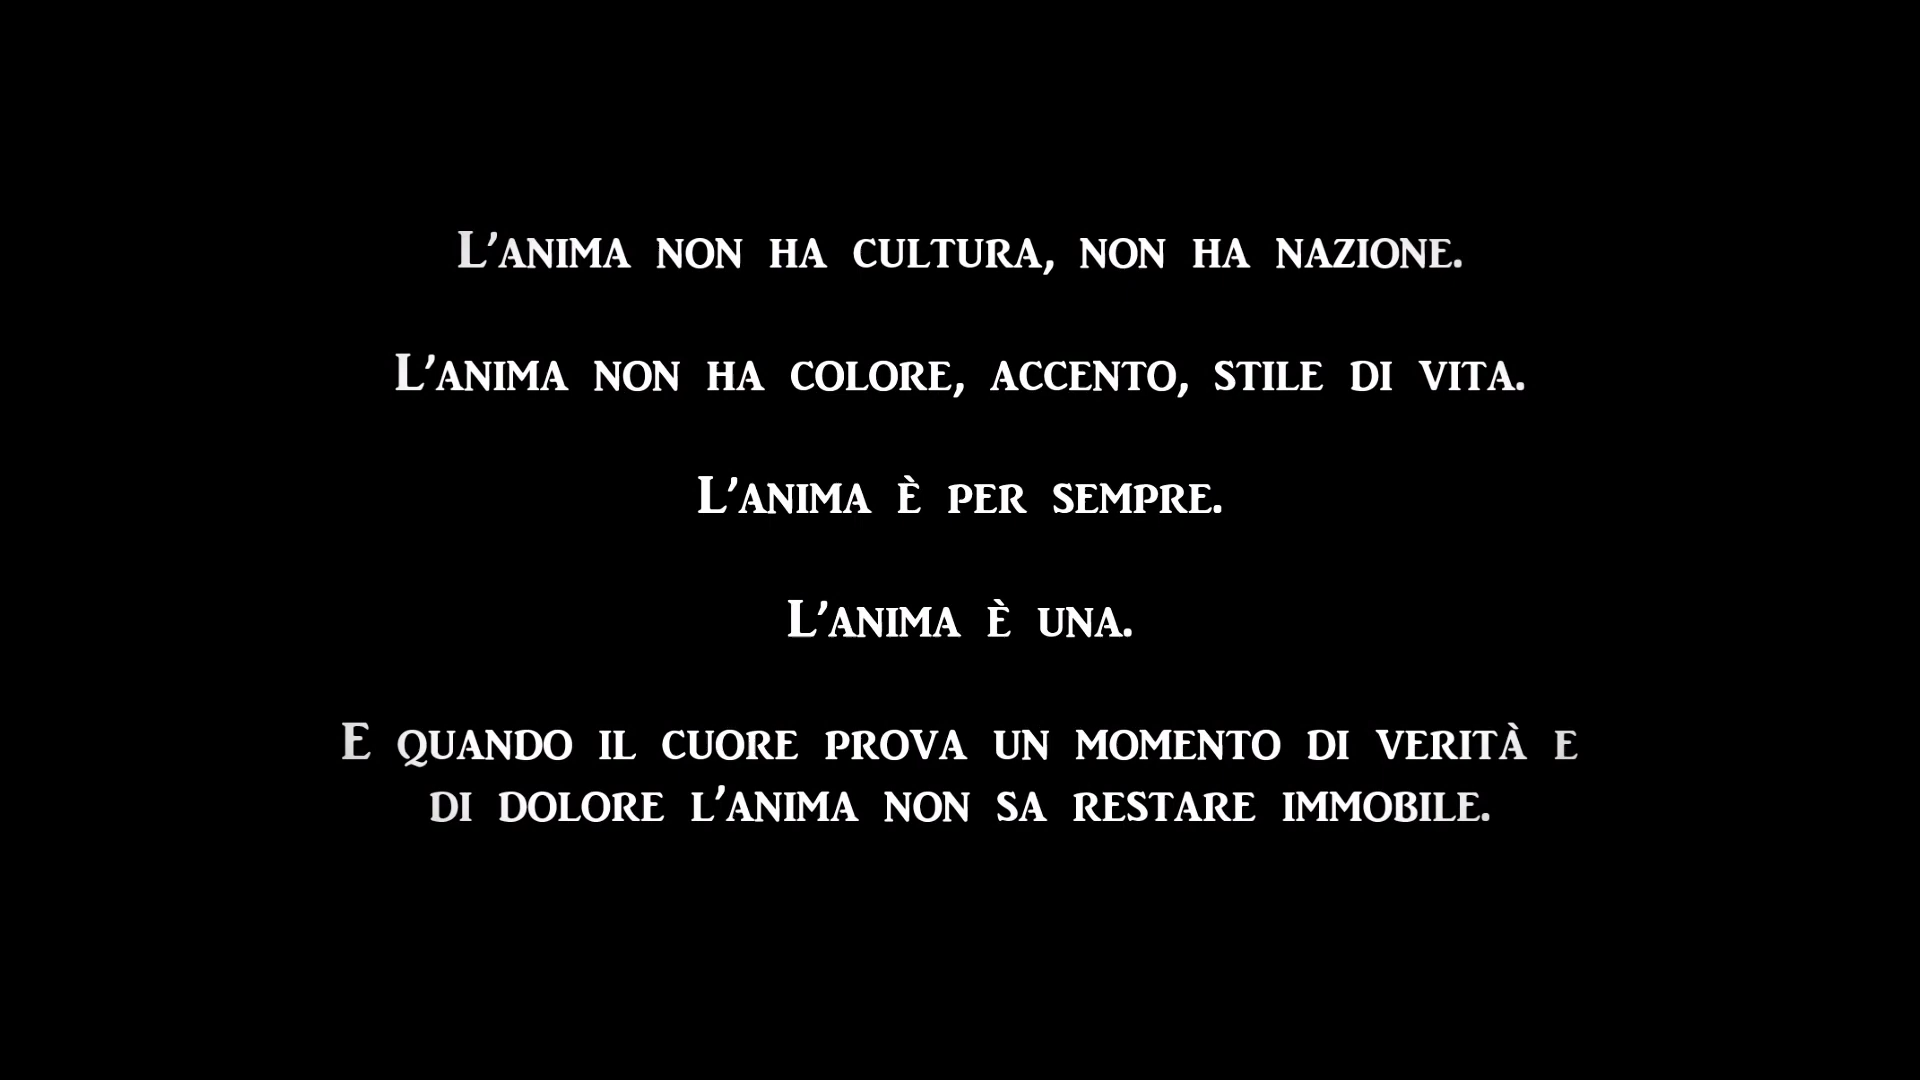 L'anima non ha cultura, non ha nazione.
L'anima non ha colore, accento, stile di vita.
L'anima è per sempre.
L'anima è una.
E quando il cuore prova un momento di verità e
di dolore l'anima non sa restare immobile.